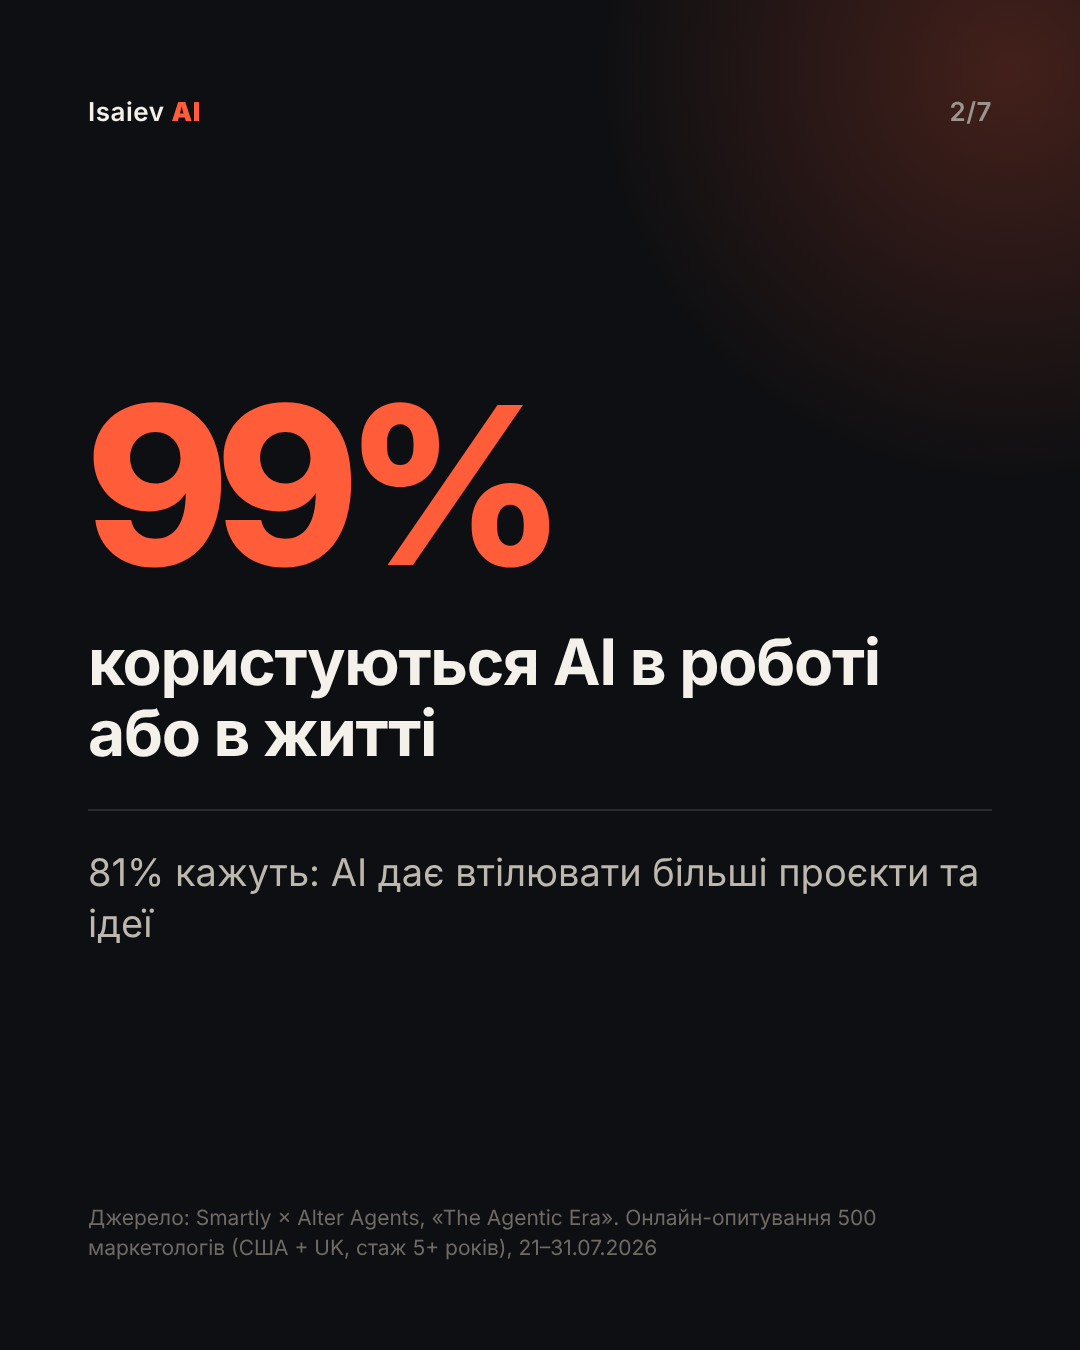 Isaiev AI
2/7
99%
користуються AI в роботі
або в житті
81% кажуть: AI дає втілювати більші проєкти та
ідеї
Джерело: Smartly × Alter Agents, «The Agentic Era». Онлайн-опитування 500
маркетологів (США + UK, стаж 5+ років), 21–31.07.2026